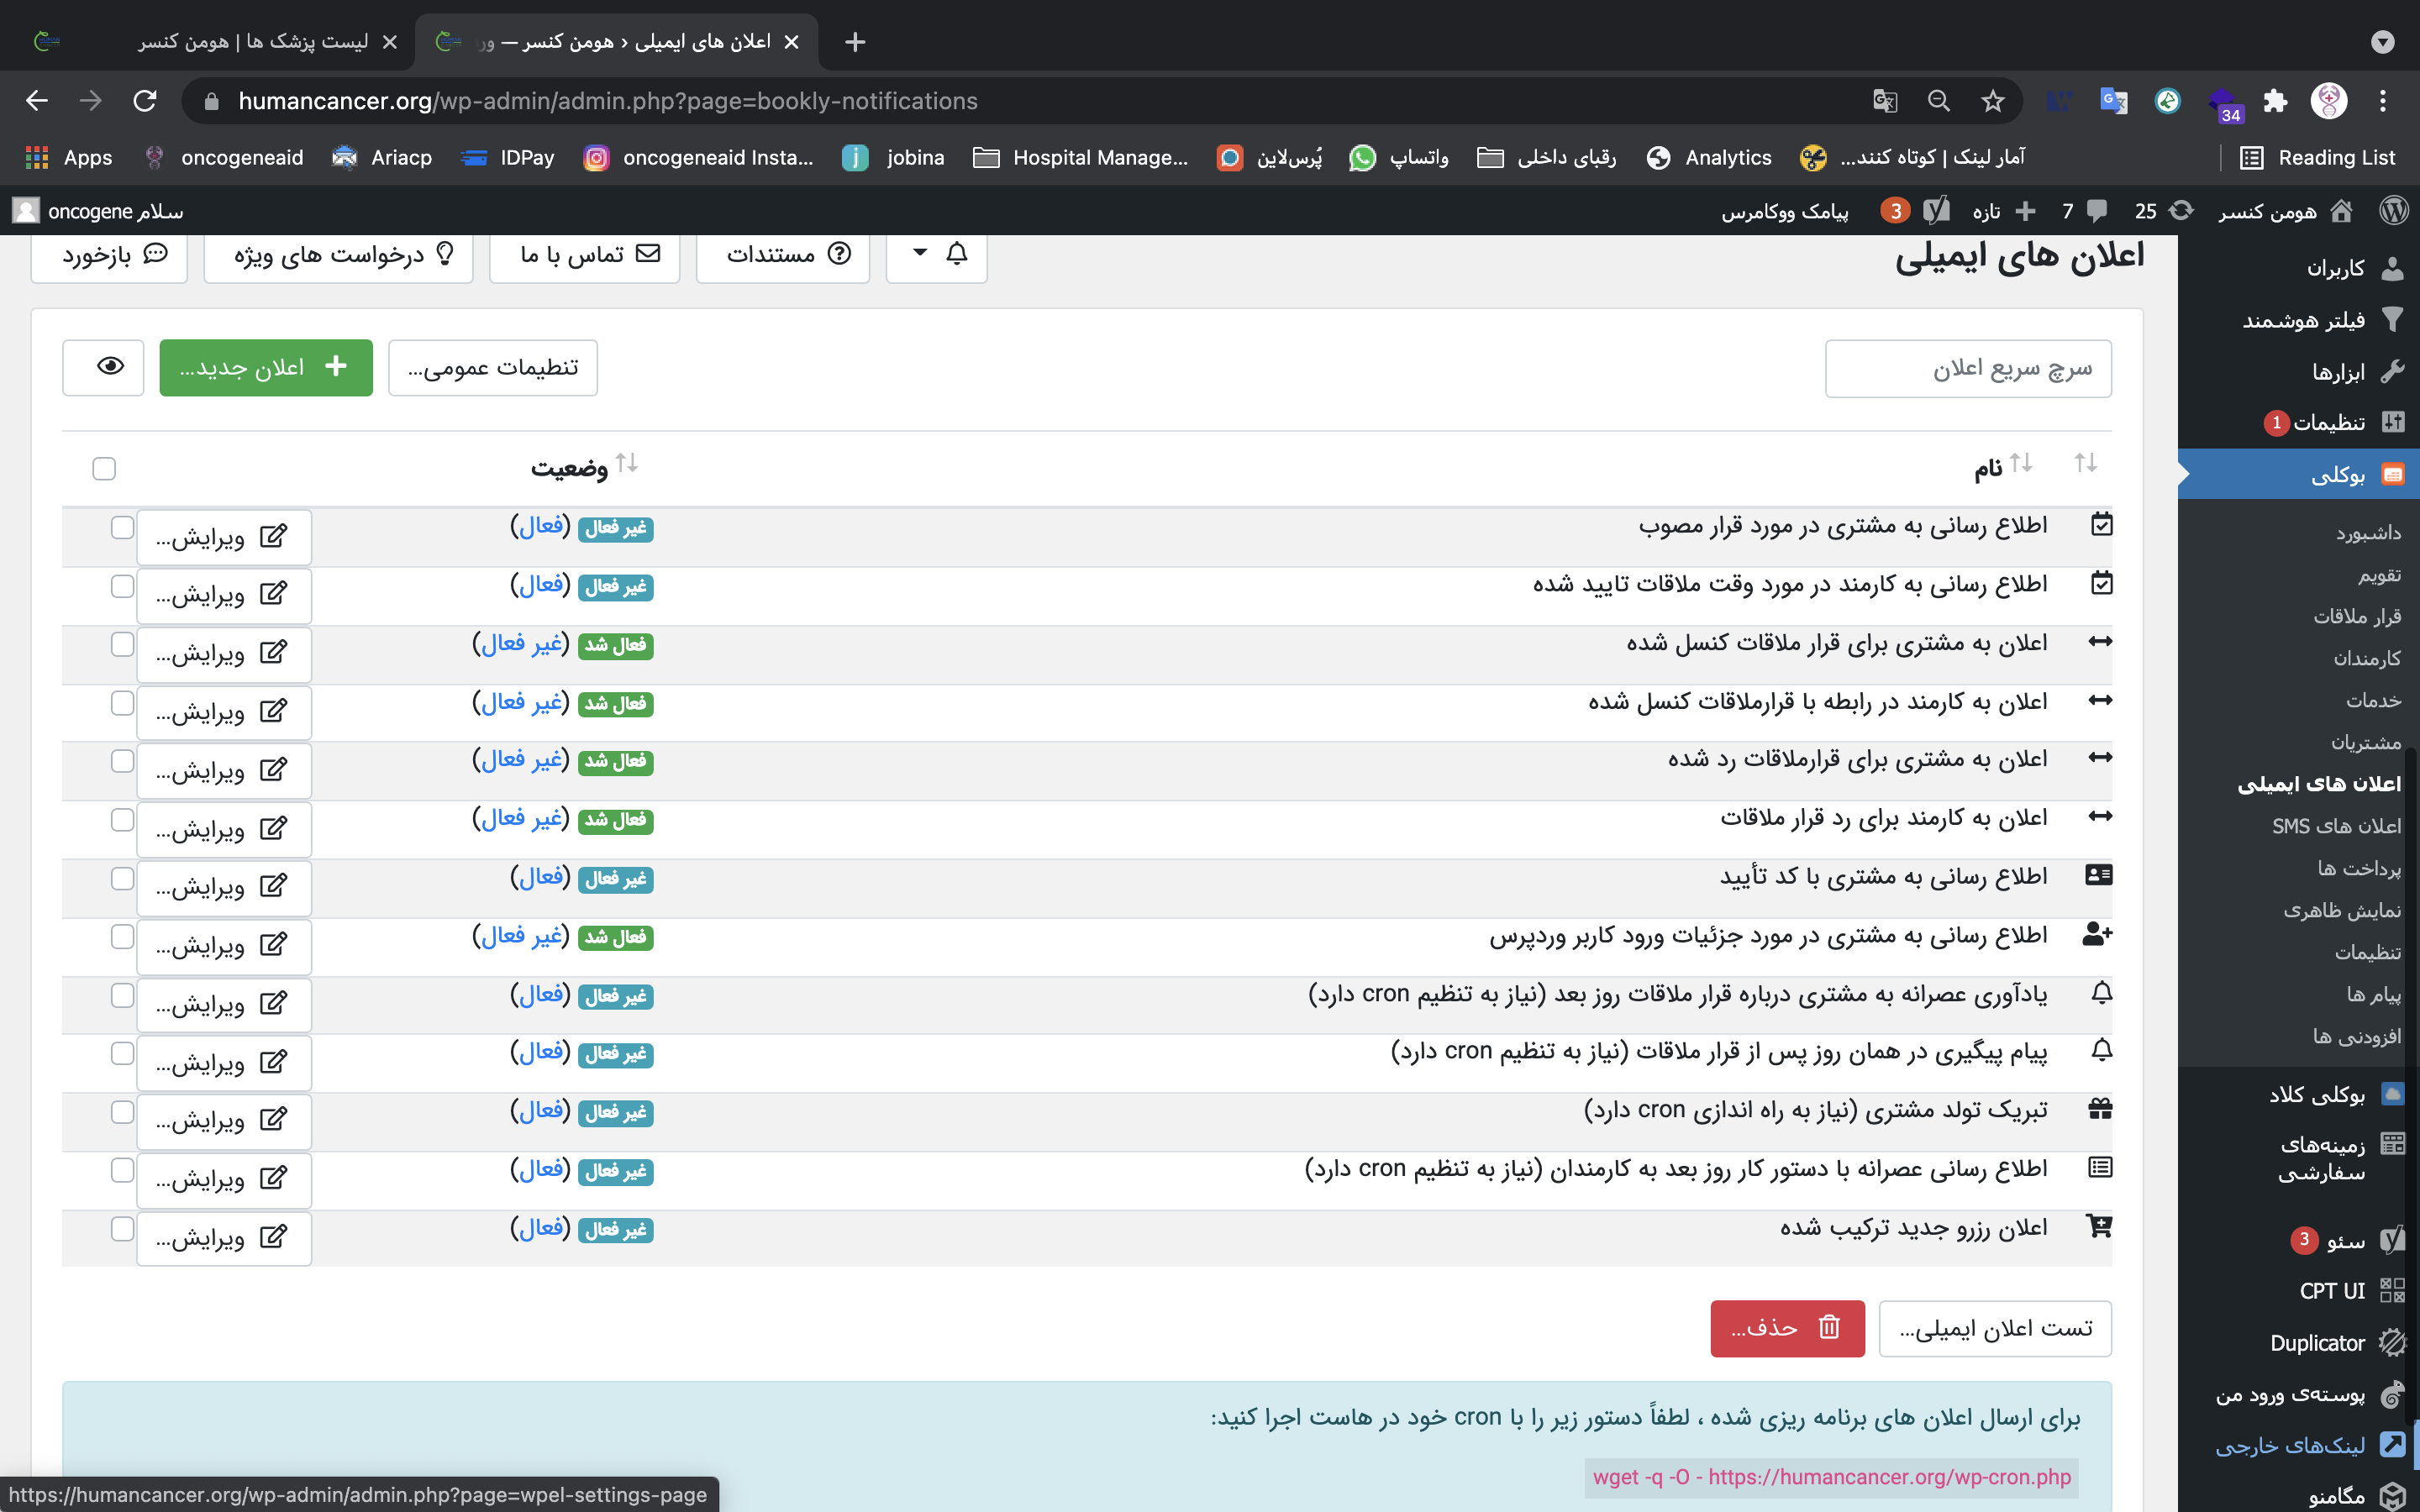 لیست پزشک ها | هومن کنسر
اعلان های ایمیلی ‹ هومن کنسر — ور
humancancer.org/wp-admin/admin.php?page=bookly-notifications
34
Apps
oncogeneaid
Ariacp
IDPay
oncogeneaid Insta...
jobina
Hospital Manage...
پُرس‌لاین
واتساپ
رقبای داخلی
Analytics
آمار لینک | کوتاه کنند...
Reading List
هومن کنسر
25
7
تازه
3
پیامک ووکامرس
سلام oncogene
کاربران
فیلتر هوشمند
ابزارها
تنظیمات 1
بوکلی
داشبورد
تقویم
قرار ملاقات
کارمندان
خدمات
مشتریان
اعلان های ایمیلی
اعلان های SMS
پرداخت ها
نمایش ظاهری
تنظیمات
پیام ها
افزودنی ها
بوکلی کلاد
زمینه‌های
سفارشی
سئو 3
CPT UI
Duplicator
پوسته‌ی ورود من
لینک‌های خارجی
مگامنو
اعلان های ایمیلی
مستندات
تماس با ما
درخواست های ویژه
بازخورد
سرچ سریع اعلان
تنطیمات عمومی...
اعلان جدید...
نام وضعیت
اطلاع رسانی به مشتری در مورد قرار مصوب غیر فعال (فعال) ویرایش...
اطلاع رسانی به کارمند در مورد وقت ملاقات تایید شده غیر فعال (فعال) ویرایش...
اعلان به مشتری برای قرار ملاقات کنسل شده فعال شد (غیر فعال) ویرایش...
اعلان به کارمند در رابطه با قرارملاقات کنسل شده فعال شد (غیر فعال) ویرایش...
اعلان به مشتری برای قرارملاقات رد شده فعال شد (غیر فعال) ویرایش...
اعلان به کارمند برای رد قرار ملاقات فعال شد (غیر فعال) ویرایش...
اطلاع رسانی به مشتری با کد تأیید غیر فعال (فعال) ویرایش...
اطلاع رسانی به مشتری در مورد جزئیات ورود کاربر وردپرس فعال شد (غیر فعال) ویرایش...
یادآوری عصرانه به مشتری درباره قرار ملاقات روز بعد (نیاز به تنظیم cron دارد) غیر فعال (فعال) ویرایش...
پیام پیگیری در همان روز پس از قرار ملاقات (نیاز به تنظیم cron دارد) غیر فعال (فعال) ویرایش...
تبریک تولد مشتری (نیاز به راه اندازی cron دارد) غیر فعال (فعال) ویرایش...
اطلاع رسانی عصرانه با دستور کار روز بعد به کارمندان (نیاز به تنظیم cron دارد) غیر فعال (فعال) ویرایش...
اعلان رزرو جدید ترکیب شده غیر فعال (فعال) ویرایش...
تست اعلان ایمیلی...
حذف...
برای ارسال اعلان های برنامه ریزی شده ، لطفاً دستور زیر را با cron خود در هاست اجرا کنید:
wget -q -O - https://humancancer.org/wp-cron.php
https://humancancer.org/wp-admin/admin.php?page=wpel-settings-page